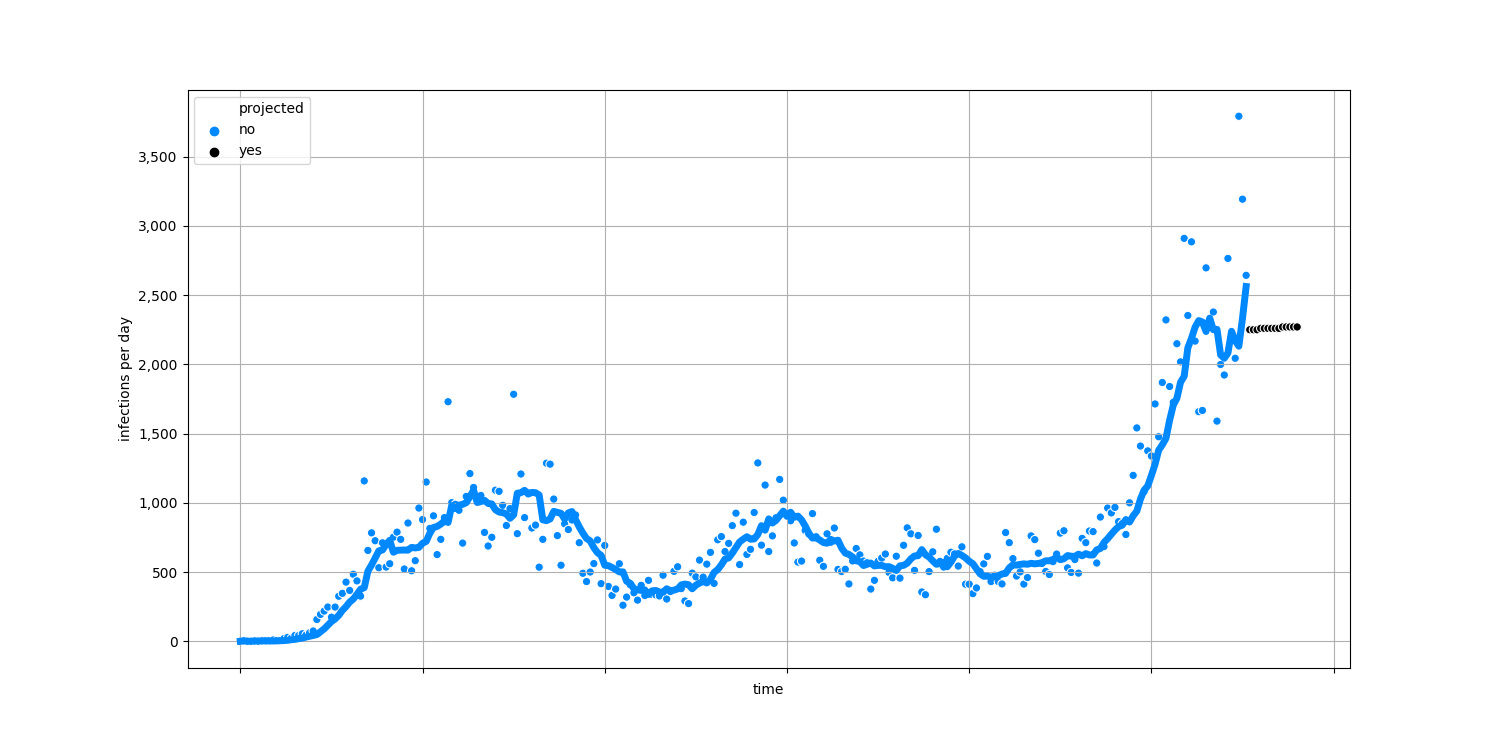 projected
no
yes
3,500
3,000
2,500
2,000
1,500
1,000
500
0
infections per day
time